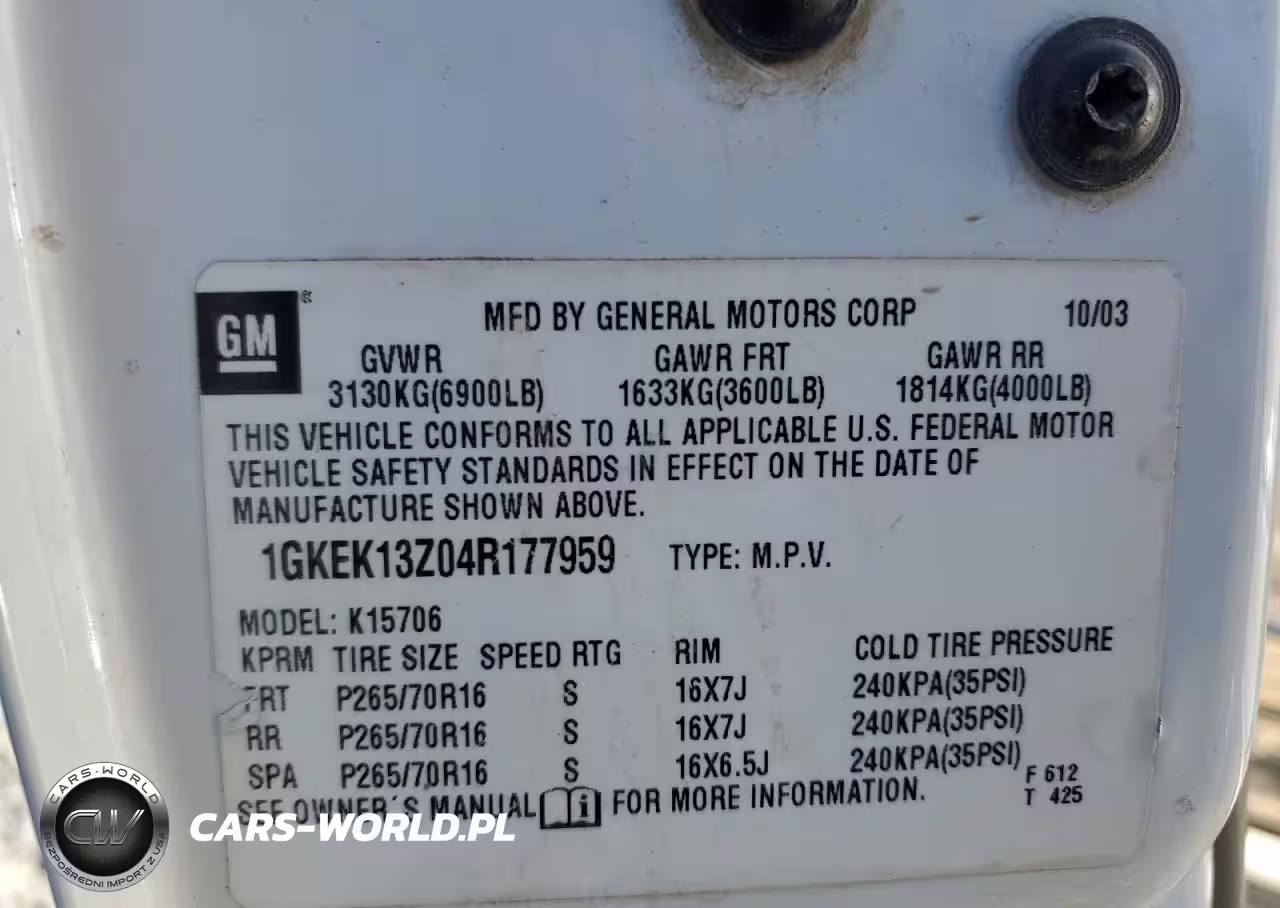 GM
MFD BY GENERAL MOTORS CORP 10/03
GVWR GAWR FRT GAWR RR
3130KG(6900LB) 1633KG(3600LB) 1814KG(4000LB)
THIS VEHICLE CONFORMS TO ALL APPLICABLE U.S. FEDERAL MOTOR
VEHICLE SAFETY STANDARDS IN EFFECT ON THE DATE OF
MANUFACTURE SHOWN ABOVE.
1GKEK13Z04R177959 TYPE: M.P.V.
MODEL: K15706
KPRM TIRE SIZE SPEED RTG RIM COLD TIRE PRESSURE
FRT P265/70R16 S 16X7J 240KPA(35PSI)
RR P265/70R16 S 16X7J 240KPA(35PSI)
SPA P265/70R16 S 16X6.5J 240KPA(35PSI)
F 612
T 425
SEE OWNER'S MANUAL FOR MORE INFORMATION.
CARS-WORLD
CW
BEZPOŚREDNI IMPORT Z USA
CARS-WORLD.PL